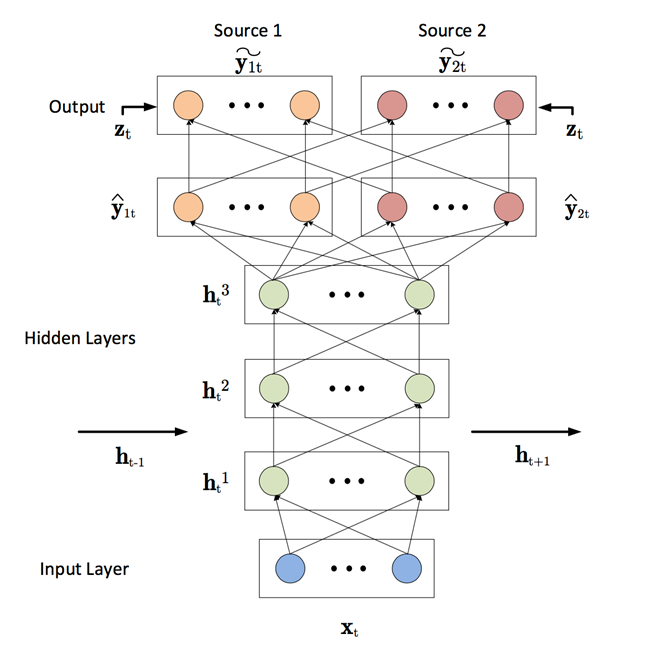 Source 1 Source 2
ỹ₁ₜ ỹ₂ₜ
Output
zₜ zₜ
ŷ₁ₜ ŷ₂ₜ
hₜ³
Hidden Layers
hₜ²
hₜ₋₁ hₜ₊₁
hₜ¹
Input Layer
xₜ